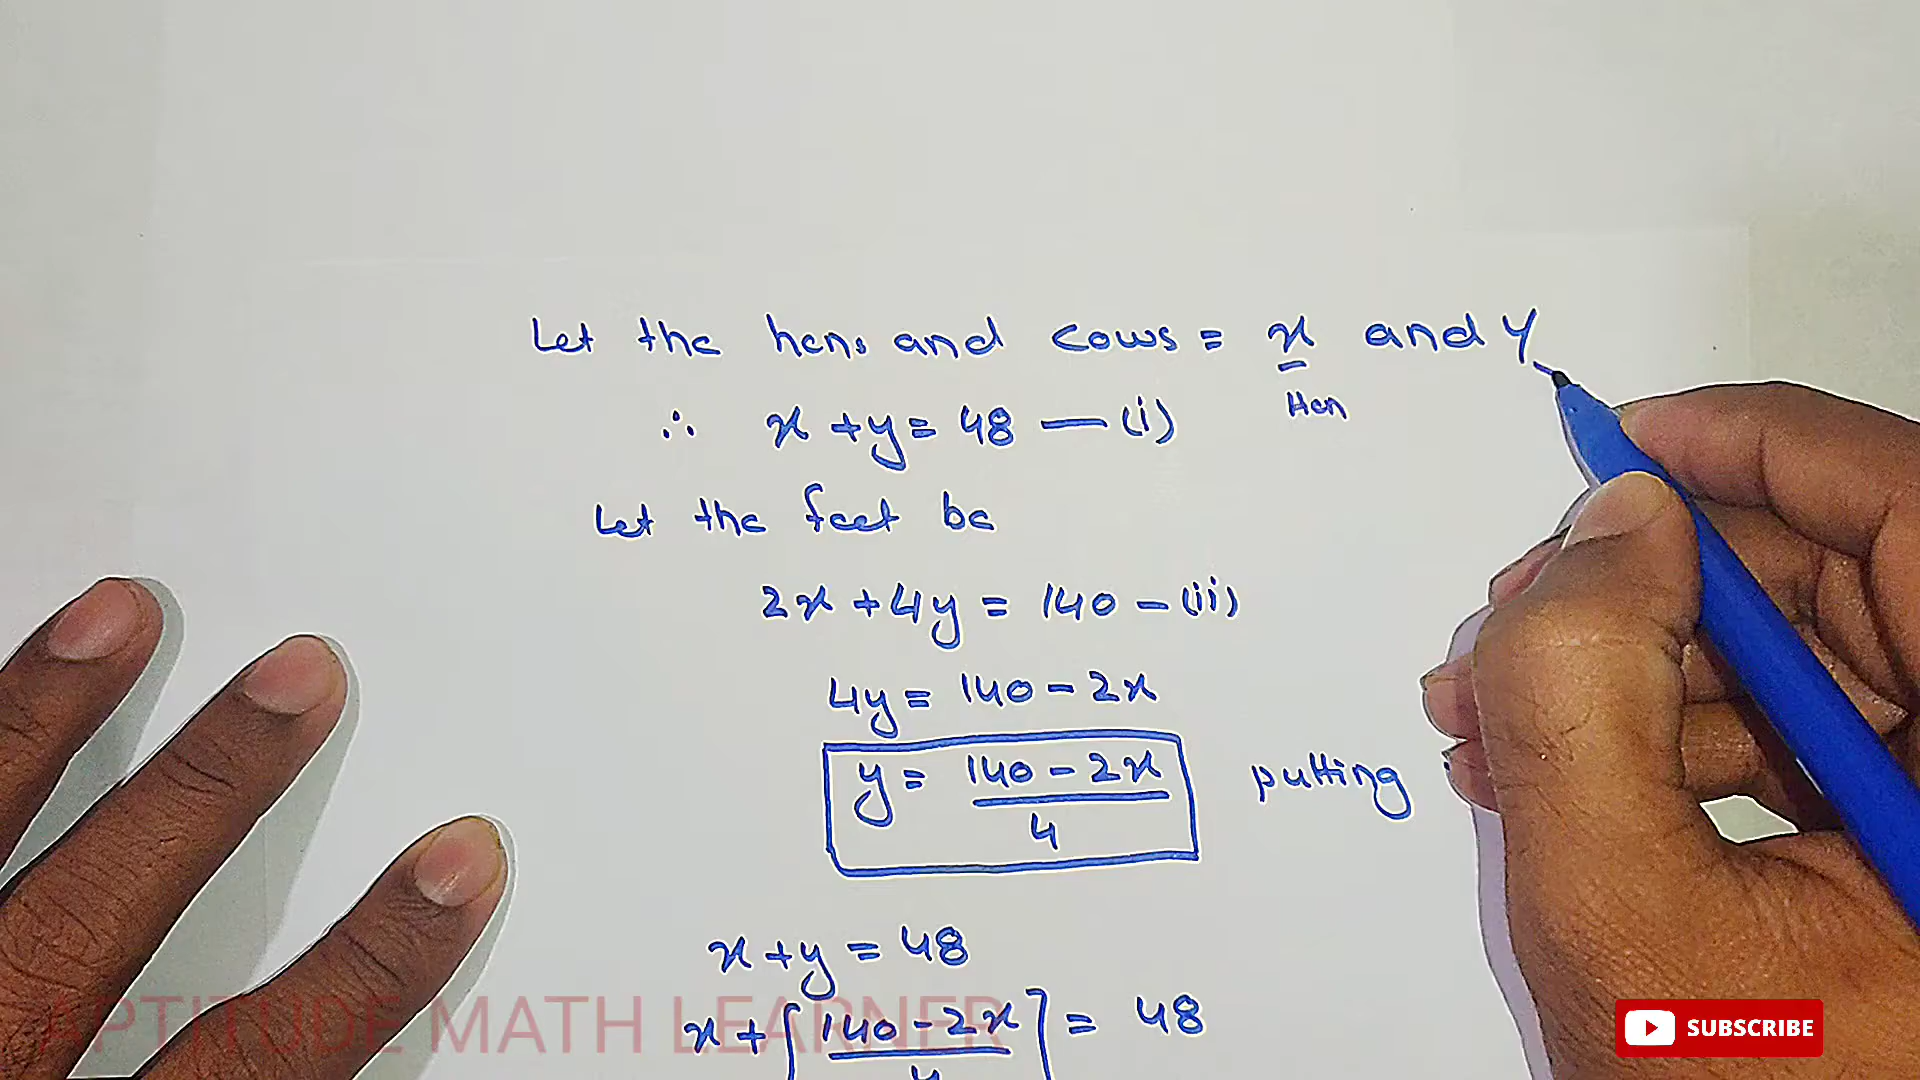 Let the hens and cows = x and y
Hen
∴ x + y = 48 — (i)
Let the feet be
2x + 4y = 140 - (ii)
4y = 140 - 2x
y = 140 - 2x / 4
putting
x + y = 48
x + [140 - 2x / 4] = 48
APTITUDE MATH LEARNER
SUBSCRIBE